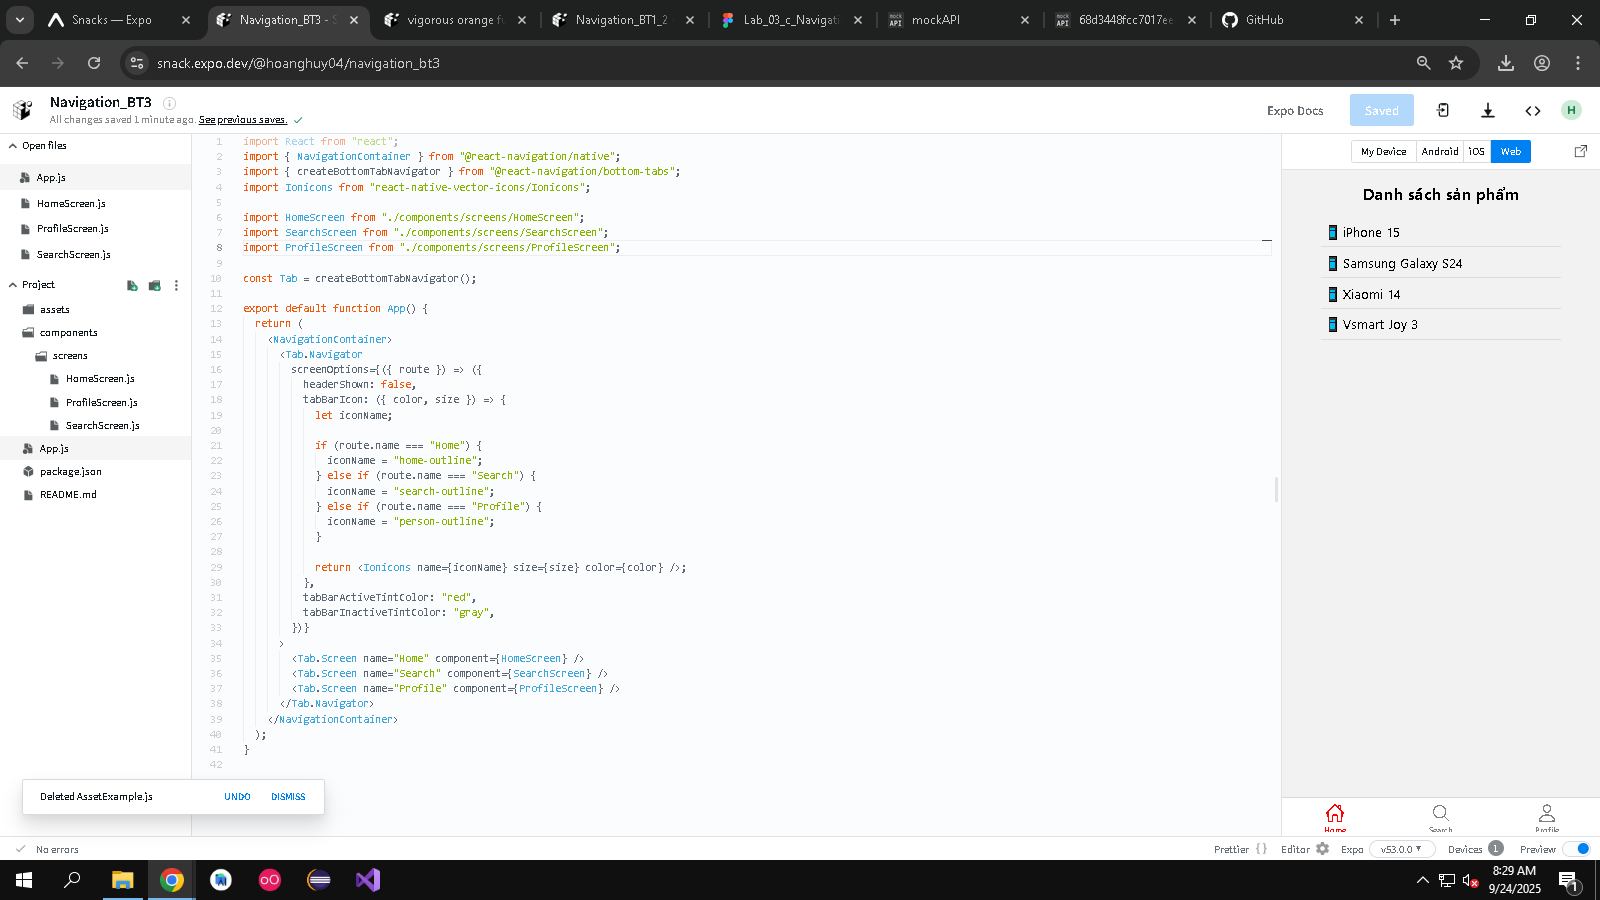 Snacks — Expo
Navigation_BT3 - S
vigorous orange fu
Navigation_BT1_2
Lab_03_c_Navigati
mockAPI
68d3448fcc7017ee
GitHub
snack.expo.dev/@hoanghuy04/navigation_bt3
Navigation_BT3
All changes saved 1 minute ago. See previous saves.
Expo Docs
Saved
H
Open files
App.js
HomeScreen.js
ProfileScreen.js
SearchScreen.js
Project
assets
components
screens
HomeScreen.js
ProfileScreen.js
SearchScreen.js
App.js
package.json
README.md
1 import React from "react";
2 import { NavigationContainer } from "@react-navigation/native";
3 import { createBottomTabNavigator } from "@react-navigation/bottom-tabs";
4 import Ionicons from "react-native-vector-icons/Ionicons";
5
6 import HomeScreen from "./components/screens/HomeScreen";
7 import SearchScreen from "./components/screens/SearchScreen";
8 import ProfileScreen from "./components/screens/ProfileScreen";
9
10 const Tab = createBottomTabNavigator();
11
12 export default function App() {
13 return (
14 <NavigationContainer>
15 <Tab.Navigator
16 screenOptions={({ route }) => ({
17 headerShown: false,
18 tabBarIcon: ({ color, size }) => {
19 let iconName;
20
21 if (route.name === "Home") {
22 iconName = "home-outline";
23 } else if (route.name === "Search") {
24 iconName = "search-outline";
25 } else if (route.name === "Profile") {
26 iconName = "person-outline";
27 }
28
29 return <Ionicons name={iconName} size={size} color={color} />;
30 },
31 tabBarActiveTintColor: "red",
32 tabBarInactiveTintColor: "gray",
33 })}
34 >
35 <Tab.Screen name="Home" component={HomeScreen} />
36 <Tab.Screen name="Search" component={SearchScreen} />
37 <Tab.Screen name="Profile" component={ProfileScreen} />
38 </Tab.Navigator>
39 </NavigationContainer>
40 );
41 }
42
Deleted AssetExample.js UNDO DISMISS
My Device Android iOS Web
Danh sách sản phẩm
iPhone 15
Samsung Galaxy S24
Xiaomi 14
Vsmart Joy 3
Home Search Profile
No errors
Prettier {} Editor Expo v53.0.0 Devices 1 Preview
8:29 AM
9/24/2025
1